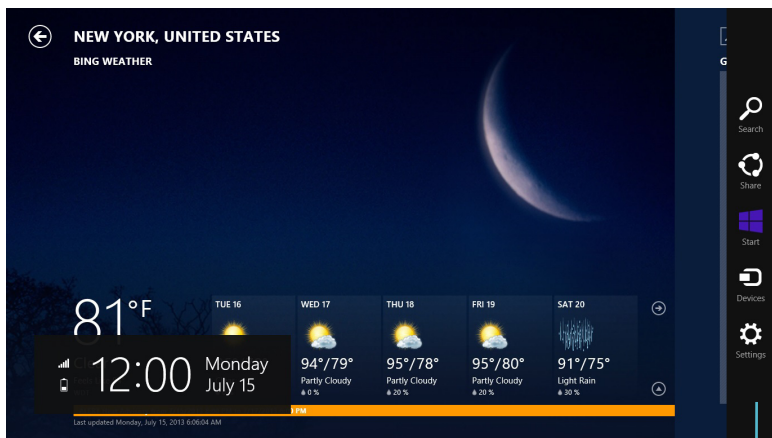 NEW YORK, UNITED STATES
BING WEATHER
G
Search
Share
Start
Devices
Settings
81°F
TUE 16
WED 17
94°/79°
Partly Cloudy
0 %
THU 18
95°/78°
Partly Cloudy
20 %
FRI 19
95°/80°
Partly Cloudy
20 %
SAT 20
91°/75°
Light Rain
30 %
12:00
Monday
July 15
PM
Last updated Monday, July 15, 2013 6:06:04 AM